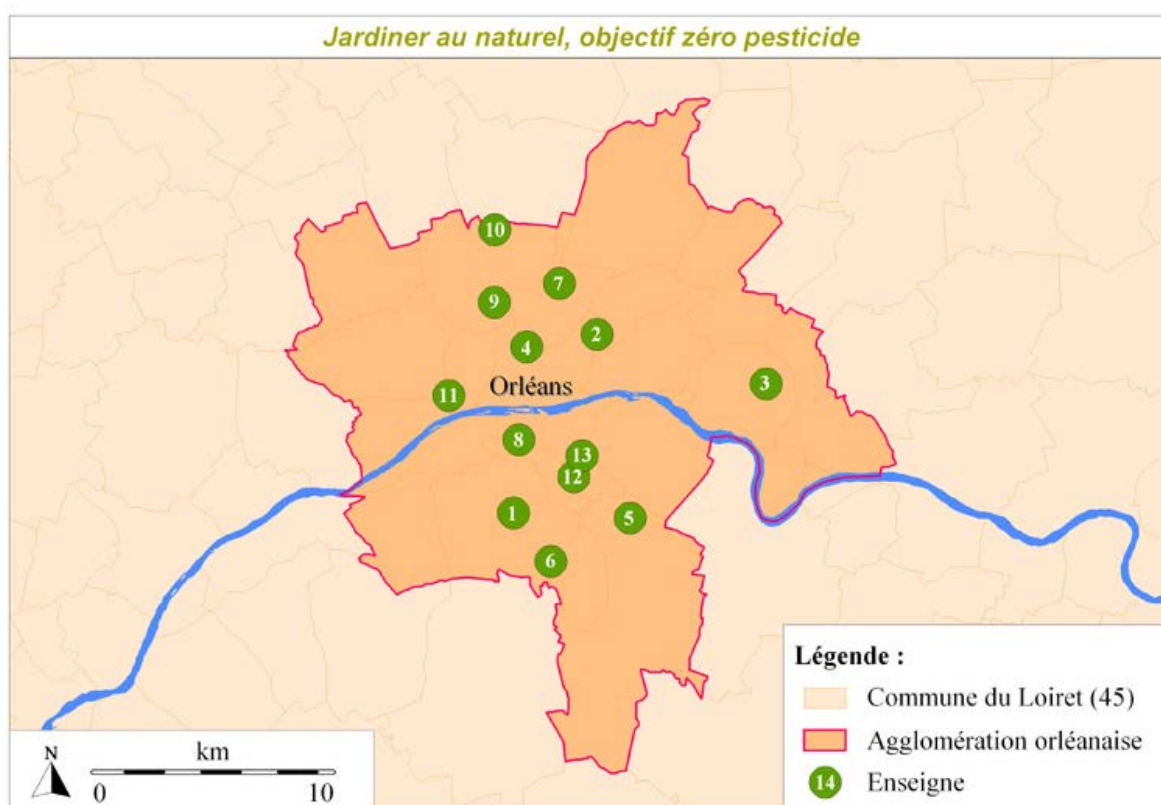 Jardiner au naturel, objectif zéro pesticide
10
7
9
2
4
3
Orléans
11
8
13
12
1
5
6
Légende :
Commune du Loiret (45)
Agglomération orléanaise
14 Enseigne
N
km
0 10